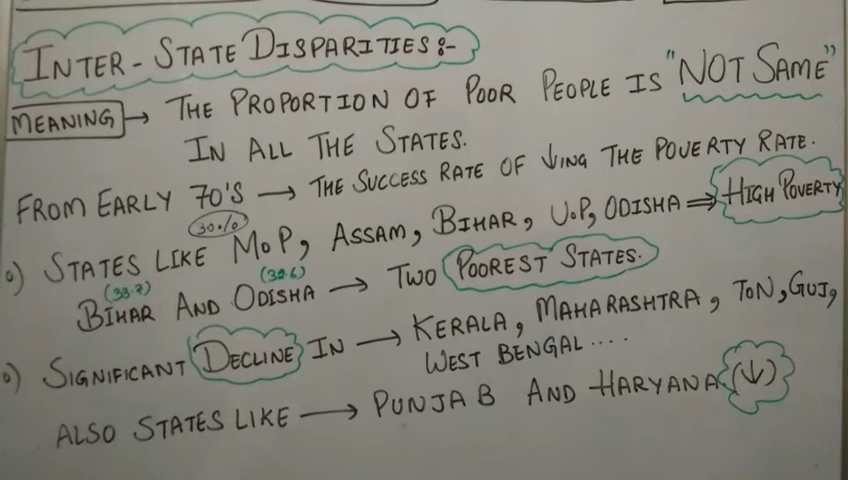 INTER-STATE DISPARITIES:-
MEANING → THE PROPORTION OF POOR PEOPLE IS "NOT SAME"
IN ALL THE STATES.
FROM EARLY 70'S → THE SUCCESS RATE OF ↓ING THE POVERTY RATE.
(30%)
o) STATES LIKE M.P, ASSAM, BIHAR, U.P, ODISHA ⇒ HIGH POVERTY
(33.7) (32.6)
BIHAR AND ODISHA → TWO POOREST STATES.
o) SIGNIFICANT DECLINE IN → KERALA, MAHARASHTRA, T.N, GUJ,
WEST BENGAL ....
ALSO STATES LIKE → PUNJAB AND HARYANA (↓)